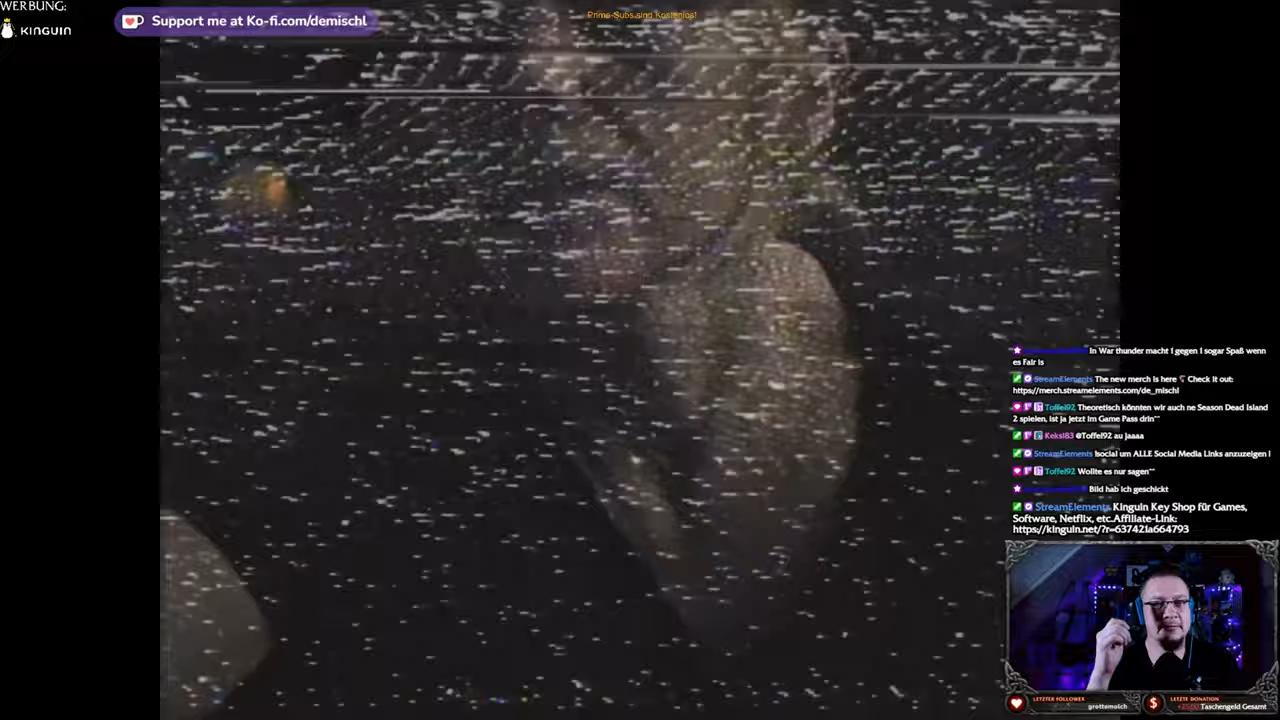 WERBUNG:
KINGUIN
Support me at Ko-fi.com/demischl
Prime-Subs sind Kostenlos!
In War thunder macht 1 gegen 1 sogar Spaß wenn
es Fair is
StreamElements The new merch is here Check it out:
https://merch.streamelements.com/de_mischl
Toffel92 Theoretisch könnten wir auch ne Season Dead Island
2 spielen, ist ja jetzt im Game Pass drin^^
Keksi83 @Toffel92 au jaaaa
StreamElements !social um ALLE Social Media Links anzuzeigen !
Toffel92 Wollte es nur sagen^^
Bild hab ich geschickt
StreamElements Kinguin Key Shop für Games,
Software, Netflix, etc.Affiliate-Link:
https://kinguin.net/?r=637421a664793
LETZTER FOLLOWER
grottemolch
LETZTE DONATION
Taschengeld Gesamt